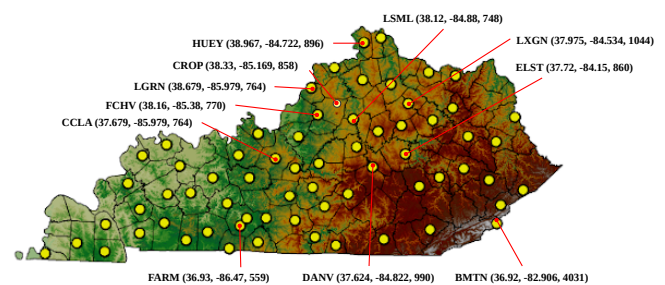 LSML (38.12, -84.88, 748)
HUEY (38.967, -84.722, 896)
LXGN (37.975, -84.534, 1044)
CROP (38.33, -85.169, 858)
ELST (37.72, -84.15, 860)
LGRN (38.679, -85.979, 764)
FCHV (38.16, -85.38, 770)
CCLA (37.679, -85.979, 764)
FARM (36.93, -86.47, 559)
DANV (37.624, -84.822, 990)
BMTN (36.92, -82.906, 4031)